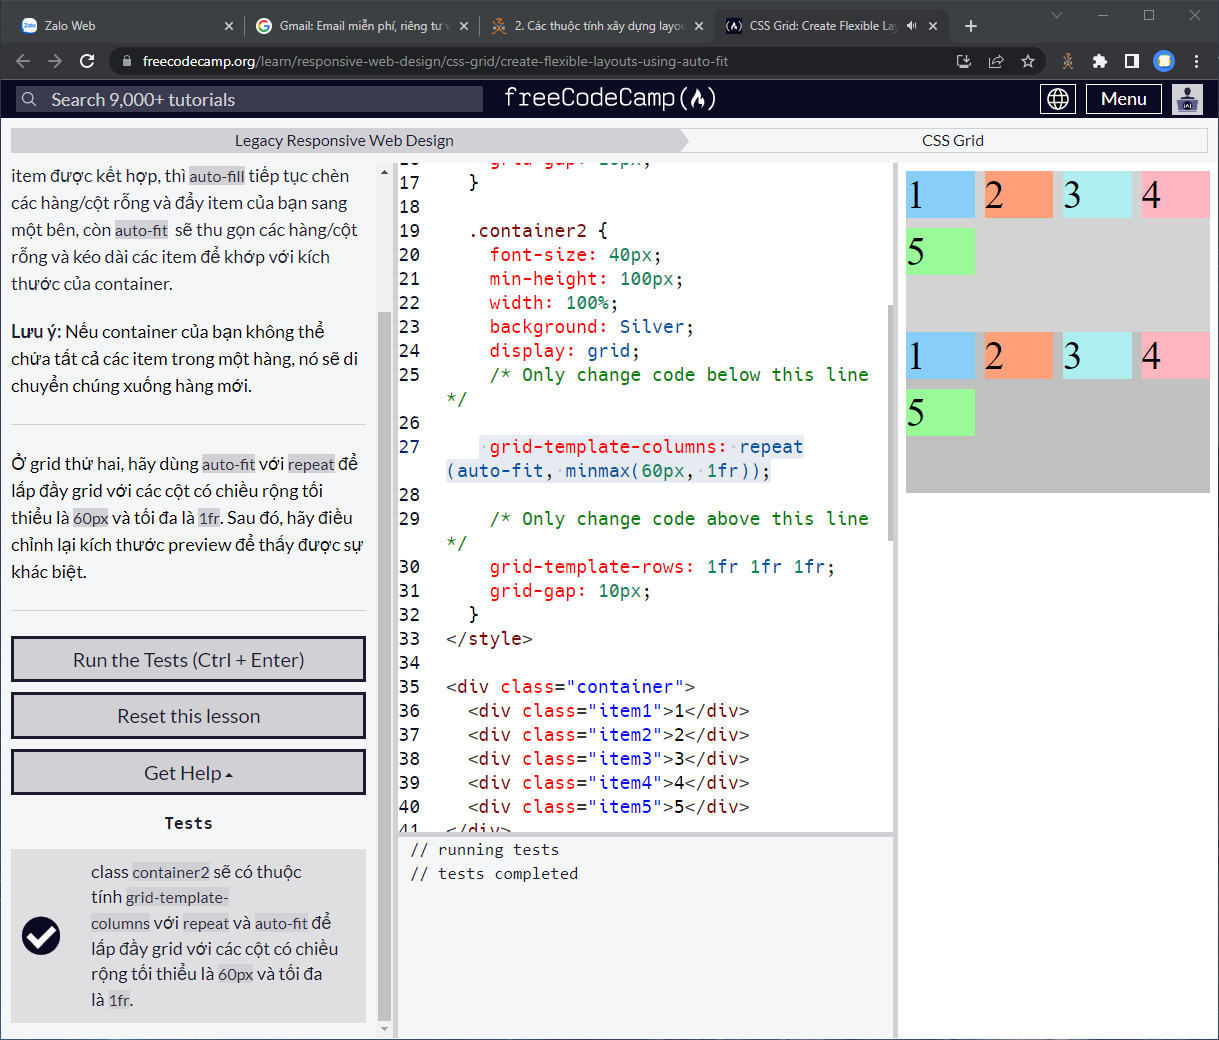 Zalo Web
Gmail: Email miễn phí, riêng tư v
2. Các thuộc tính xây dựng layou
CSS Grid: Create Flexible La
freecodecamp.org/learn/responsive-web-design/css-grid/create-flexible-layouts-using-auto-fit
Search 9,000+ tutorials
freeCodeCamp
Menu
Legacy Responsive Web Design
CSS Grid
item được kết hợp, thì auto-fill tiếp tục chèn
các hàng/cột rỗng và đẩy item của bạn sang
một bên, còn auto-fit sẽ thu gọn các hàng/cột
rỗng và kéo dài các item để khớp với kích
thước của container.
Lưu ý: Nếu container của bạn không thể
chứa tất cả các item trong một hàng, nó sẽ di
chuyển chúng xuống hàng mới.
Ở grid thứ hai, hãy dùng auto-fit với repeat để
lấp đầy grid với các cột có chiều rộng tối
thiểu là 60px và tối đa là 1fr. Sau đó, hãy điều
chỉnh lại kích thước preview để thấy được sự
khác biệt.
Run the Tests (Ctrl + Enter)
Reset this lesson
Get Help
Tests
class container2 sẽ có thuộc
tính grid-template-
columns với repeat và auto-fit để
lấp đầy grid với các cột có chiều
rộng tối thiểu là 60px và tối đa
là 1fr.
16 grid-gap: 10px;
17 }
18
19 .container2 {
20 font-size: 40px;
21 min-height: 100px;
22 width: 100%;
23 background: Silver;
24 display: grid;
25 /* Only change code below this line
*/
26
27 grid-template-columns: repeat
(auto-fit, minmax(60px, 1fr));
28
29 /* Only change code above this line
*/
30 grid-template-rows: 1fr 1fr 1fr;
31 grid-gap: 10px;
32 }
33 </style>
34
35 <div class="container">
36 <div class="item1">1</div>
37 <div class="item2">2</div>
38 <div class="item3">3</div>
39 <div class="item4">4</div>
40 <div class="item5">5</div>
41 </div>
// running tests
// tests completed
1 2 3 4
5
1 2 3 4
5